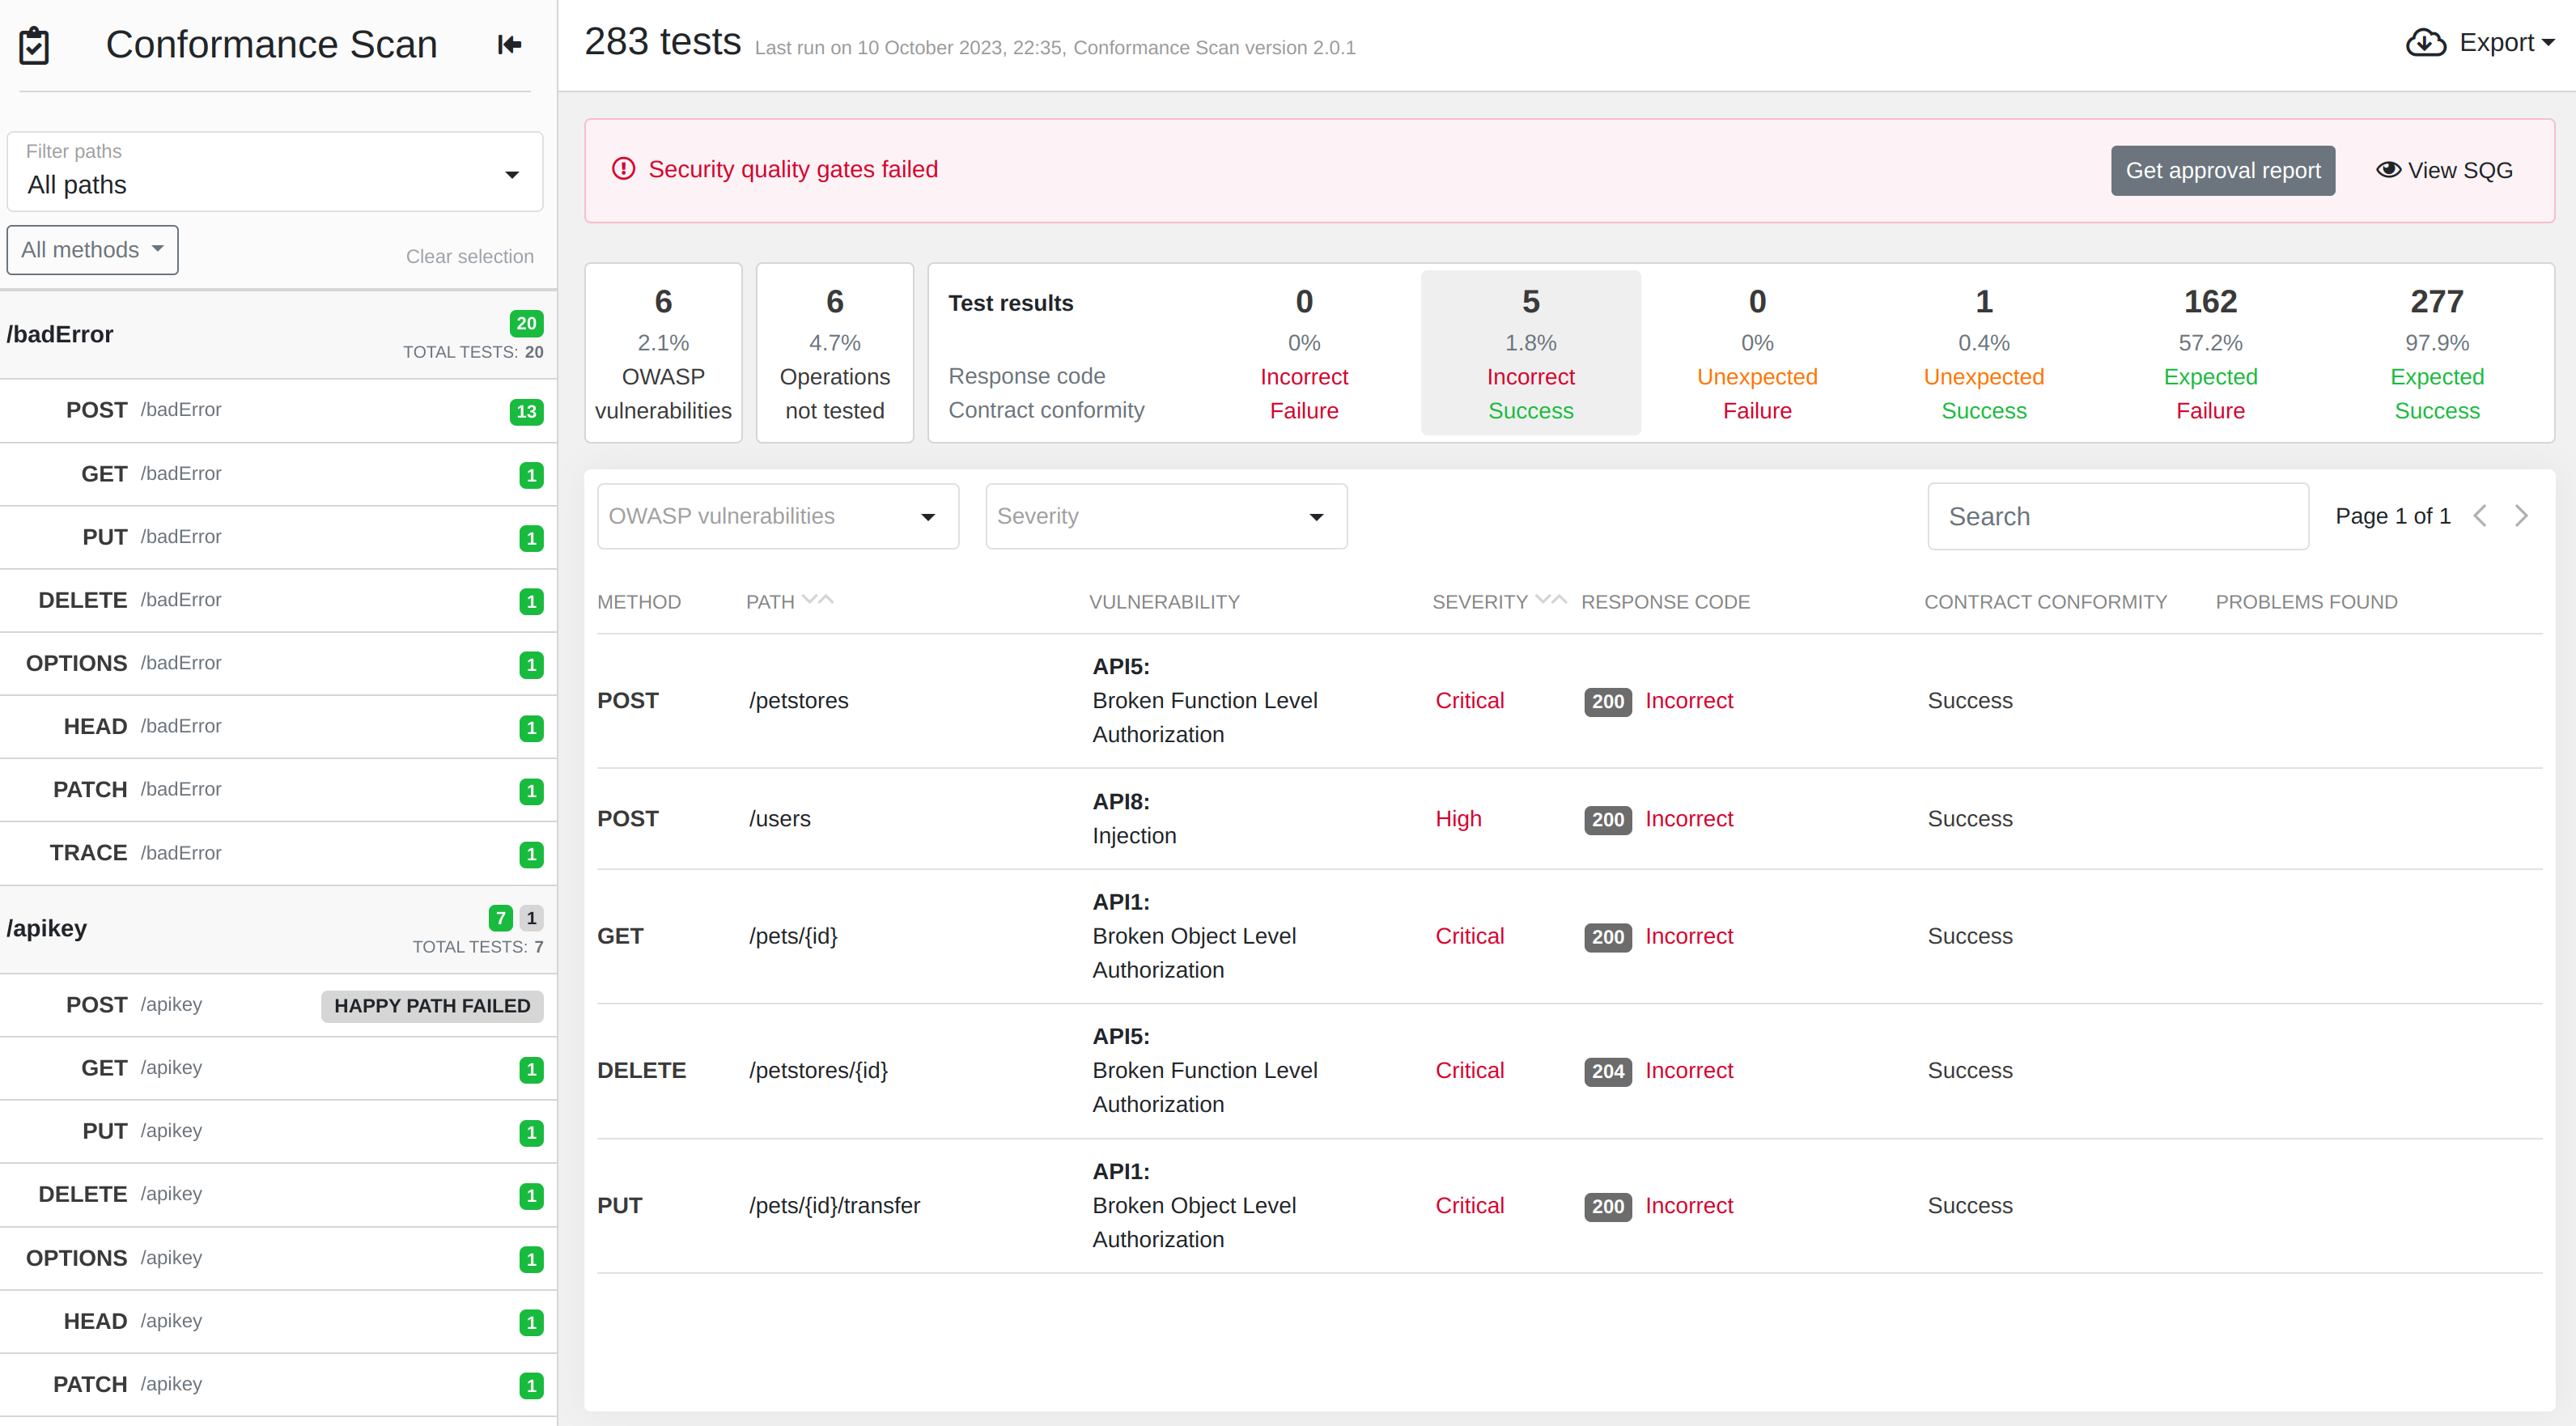 Conformance Scan
Filter paths
All paths
All methods
Clear selection
/badError
20
TOTAL TESTS: 20
POST /badError 13
GET /badError 1
PUT /badError 1
DELETE /badError 1
OPTIONS /badError 1
HEAD /badError 1
PATCH /badError 1
TRACE /badError 1
/apikey
7 1
TOTAL TESTS: 7
POST /apikey HAPPY PATH FAILED
GET /apikey 1
PUT /apikey 1
DELETE /apikey 1
OPTIONS /apikey 1
HEAD /apikey 1
PATCH /apikey 1
283 tests Last run on 10 October 2023, 22:35, Conformance Scan version 2.0.1
Export
Security quality gates failed
Get approval report
View SQG
6
2.1%
OWASP
vulnerabilities
6
4.7%
Operations
not tested
Test results
Response code
Contract conformity
0
0%
Incorrect
Failure
5
1.8%
Incorrect
Success
0
0%
Unexpected
Failure
1
0.4%
Unexpected
Success
162
57.2%
Expected
Failure
277
97.9%
Expected
Success
OWASP vulnerabilities
Severity
Search
Page 1 of 1
METHOD PATH VULNERABILITY SEVERITY RESPONSE CODE CONTRACT CONFORMITY PROBLEMS FOUND
API5:
POST /petstores Broken Function Level Critical 200 Incorrect Success
Authorization
API8:
POST /users High 200 Incorrect Success
Injection
API1:
GET /pets/{id} Broken Object Level Critical 200 Incorrect Success
Authorization
API5:
DELETE /petstores/{id} Broken Function Level Critical 204 Incorrect Success
Authorization
API1:
PUT /pets/{id}/transfer Broken Object Level Critical 200 Incorrect Success
Authorization